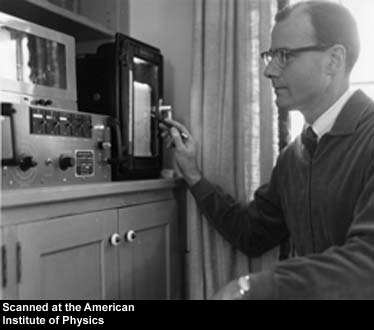 Scanned at the American
Institute of Physics